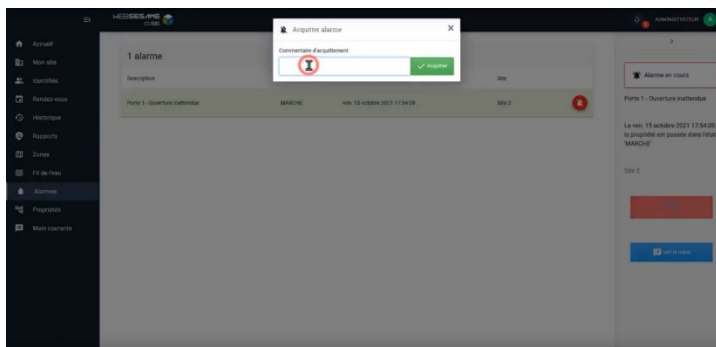 WEBSESAME
CUBE
ADMINISTRATEUR
Accueil
Mon site
Identifiés
Rendez-vous
Historique
Rapports
Zones
Fil de l'eau
Alarmes
Propriétés
Main courante
1 alarme
Description
Site
Porte 1 - Ouverture inattendue
MARCHE
ven. 15 octobre 2021 17:54:09
Site 2
Acquitter alarme
Commentaire d'acquittement
Acquitter
Alarme en cours
Porte 1 - Ouverture inattendue
Le ven. 15 octobre 2021 17:54:09,
la propriété est passée dans l'état
'MARCHE'
Site 2